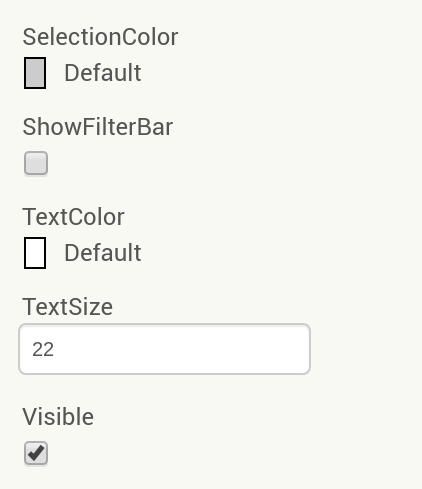 SelectionColor
Default
ShowFilterBar
TextColor
Default
TextSize
22
Visible